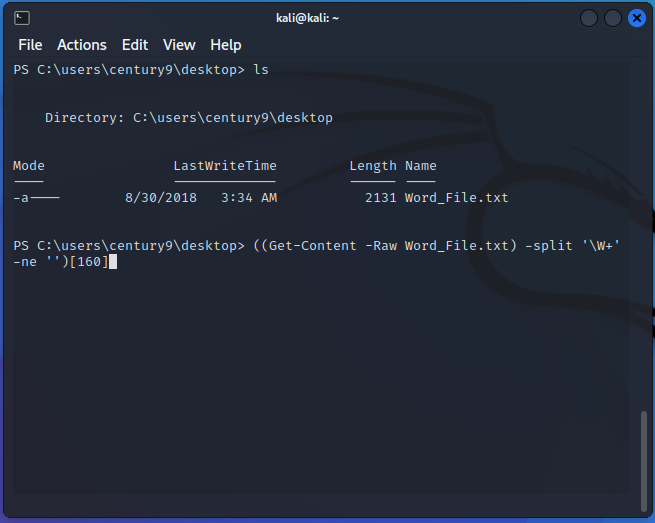 kali@kali: ~
File Actions Edit View Help
PS C:\users\century9\desktop> ls
Directory: C:\users\century9\desktop
Mode LastWriteTime Length Name
---- ------------- ------ ----
-a---- 8/30/2018 3:34 AM 2131 Word_File.txt
PS C:\users\century9\desktop> ((Get-Content -Raw Word_File.txt) -split '\W+'
-ne '')[160]